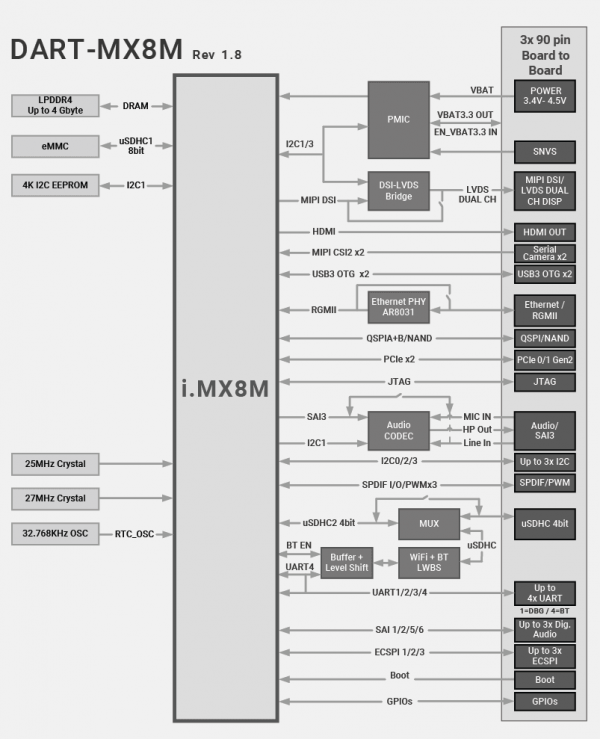 DART-MX8M Rev 1.8
3x 90 pin
Board to
Board
LPDDR4
Up to 4 Gbyte
DRAM
eMMC
uSDHC1
8bit
4K I2C EEPROM
I2C1
25MHz Crystal
27MHz Crystal
32.768KHz OSC
RTC_OSC
i.MX8M
I2C1/3
PMIC
VBAT
VBAT3.3 OUT
EN_VBAT3.3 IN
POWER
3.4V- 4.5V
SNVS
MIPI DSI
DSI-LVDS
Bridge
LVDS
DUAL CH
MIPI DSI/
LVDS DUAL
CH DISP
HDMI
HDMI OUT
MIPI CSI2 x2
Serial
Camera x2
USB3 OTG x2
USB3 OTG x2
RGMII
Ethernet PHY
AR8031
Ethernet /
RGMII
QSPIA+B/NAND
QSPI/NAND
PCIe x2
PCIe 0/1 Gen2
JTAG
JTAG
SAI3
I2C1
Audio
CODEC
MIC IN
HP Out
Line In
Audio/
SAI3
I2C0/2/3
Up to 3x I2C
SPDIF I/O/PWMx3
SPDIF/PWM
uSDHC2 4bit
MUX
uSDHC 4bit
uSDHC
BT EN
UART4
Buffer +
Level Shift
WiFi + BT
LWBS
UART1/2/3/4
Up to
4x UART
1=DBG / 4=BT
SAI 1/2/5/6
Up to 3x Dig.
Audio
ECSPI 1/2/3
Up to 3x
ECSPI
Boot
Boot
GPIOs
GPIOs